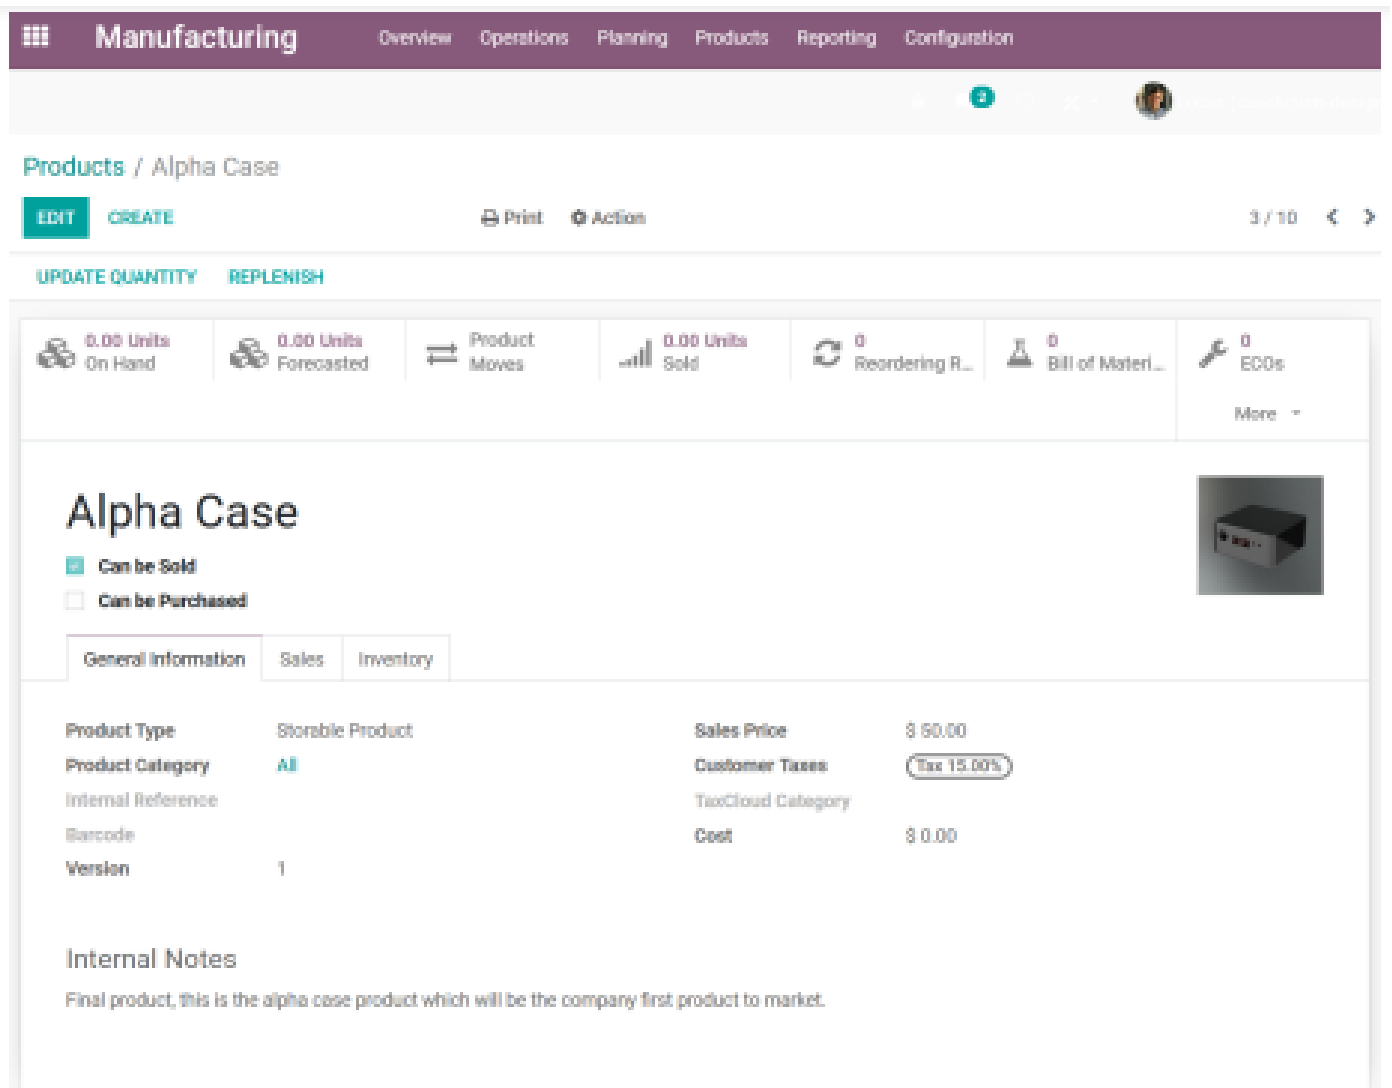 Manufacturing Overview Operations Planning Products Reporting Configuration
2
Products / Alpha Case
EDIT CREATE Print Action 3 / 10
UPDATE QUANTITY REPLENISH
0.00 Units 0.00 Units Product 0.00 Units 0 0 0
On Hand Forecasted Moves Sold Reordering R... Bill of Materi... ECOs
More
Alpha Case
Can be Sold
Can be Purchased
General Information Sales Inventory
Product Type Storable Product Sales Price $ 50.00
Product Category All Customer Taxes Tax 15.00%
Internal Reference TaxCloud Category
Barcode Cost $ 0.00
Version 1
Internal Notes
Final product, this is the alpha case product which will be the company first product to market.